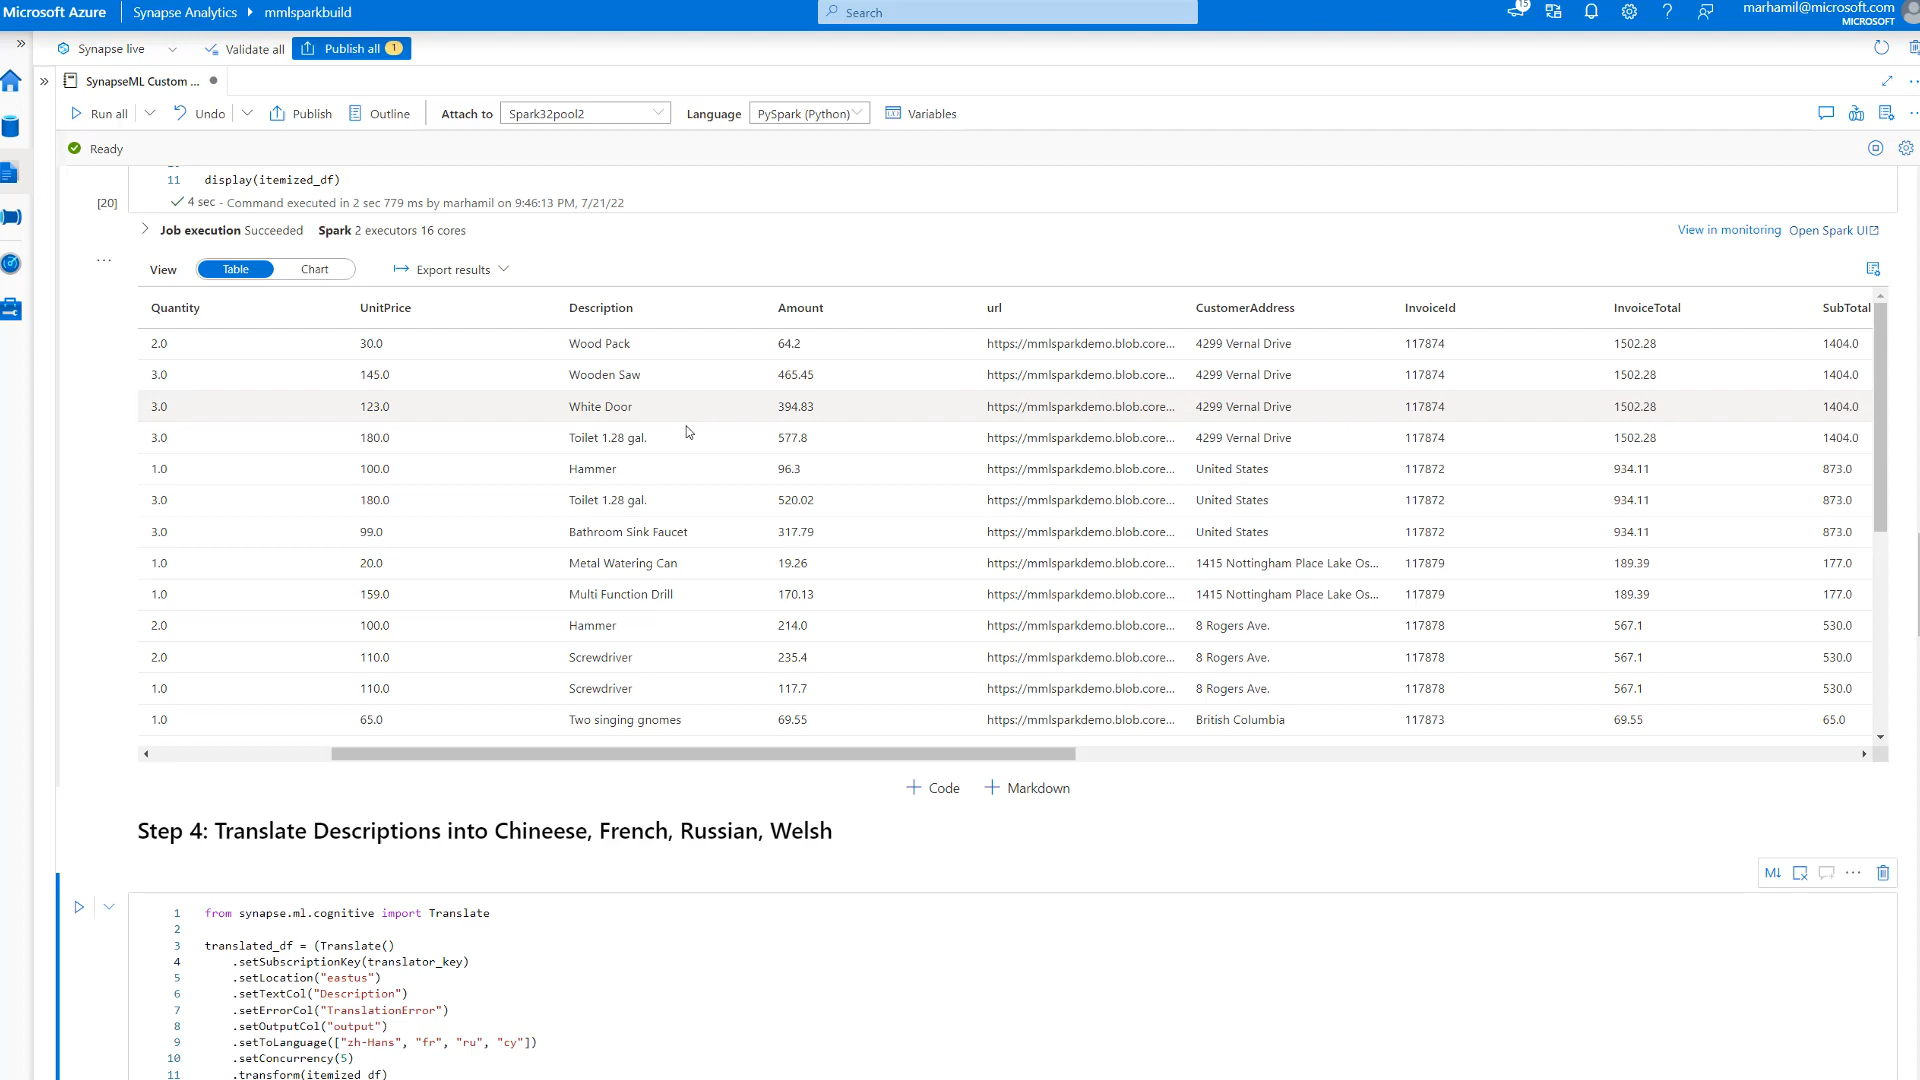 Microsoft Azure Synapse Analytics mmlsparkbuild Search 15 marhamil@microsoft.com
MICROSOFT
Synapse live Validate all Publish all 1
SynapseML Custom ...
Run all Undo Publish Outline Attach to Spark32pool2 Language PySpark (Python) Variables
Ready
11 display(itemized_df)
[20] 4 sec - Command executed in 2 sec 779 ms by marhamil on 9:46:13 PM, 7/21/22
Job execution Succeeded Spark 2 executors 16 cores View in monitoring Open Spark UI
View Table Chart Export results
Quantity UnitPrice Description Amount url CustomerAddress InvoiceId InvoiceTotal SubTotal
2.0 30.0 Wood Pack 64.2 https://mmlsparkdemo.blob.core... 4299 Vernal Drive 117874 1502.28 1404.0
3.0 145.0 Wooden Saw 465.45 https://mmlsparkdemo.blob.core... 4299 Vernal Drive 117874 1502.28 1404.0
3.0 123.0 White Door 394.83 https://mmlsparkdemo.blob.core... 4299 Vernal Drive 117874 1502.28 1404.0
3.0 180.0 Toilet 1.28 gal. 577.8 https://mmlsparkdemo.blob.core... 4299 Vernal Drive 117874 1502.28 1404.0
1.0 100.0 Hammer 96.3 https://mmlsparkdemo.blob.core... United States 117872 934.11 873.0
3.0 180.0 Toilet 1.28 gal. 520.02 https://mmlsparkdemo.blob.core... United States 117872 934.11 873.0
3.0 99.0 Bathroom Sink Faucet 317.79 https://mmlsparkdemo.blob.core... United States 117872 934.11 873.0
1.0 20.0 Metal Watering Can 19.26 https://mmlsparkdemo.blob.core... 1415 Nottingham Place Lake Os... 117879 189.39 177.0
1.0 159.0 Multi Function Drill 170.13 https://mmlsparkdemo.blob.core... 1415 Nottingham Place Lake Os... 117879 189.39 177.0
2.0 100.0 Hammer 214.0 https://mmlsparkdemo.blob.core... 8 Rogers Ave. 117878 567.1 530.0
2.0 110.0 Screwdriver 235.4 https://mmlsparkdemo.blob.core... 8 Rogers Ave. 117878 567.1 530.0
1.0 110.0 Screwdriver 117.7 https://mmlsparkdemo.blob.core... 8 Rogers Ave. 117878 567.1 530.0
1.0 65.0 Two singing gnomes 69.55 https://mmlsparkdemo.blob.core... British Columbia 117873 69.55 65.0
+ Code + Markdown
Step 4: Translate Descriptions into Chineese, French, Russian, Welsh
M↓ ...
1 from synapse.ml.cognitive import Translate
2
3 translated_df = (Translate()
4 .setSubscriptionKey(translator_key)
5 .setLocation("eastus")
6 .setTextCol("Description")
7 .setErrorCol("TranslationError")
8 .setOutputCol("output")
9 .setToLanguage(["zh-Hans", "fr", "ru", "cy"])
10 .setConcurrency(5)
11 .transform(itemized_df)